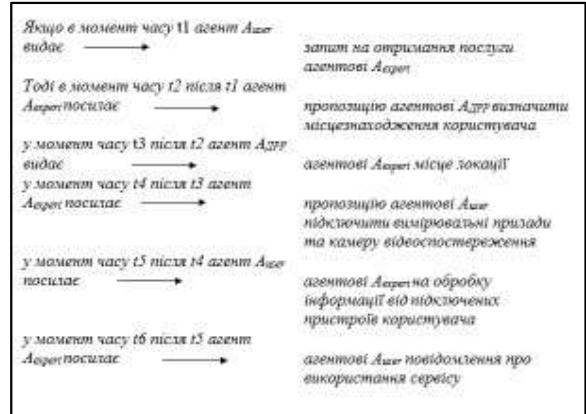 Якщо в момент часу t1 агент Auser
видає ⟶
запит на отримання послуги
агентові Aexpert
Тоді в момент часу t2 після t1 агент
Aexpert посилає ⟶
пропозицію агентові ADFP визначити
місцезнаходження користувача
у момент часу t3 після t2 агент ADFP
видає ⟶
агентові Aexpert місце локації
у момент часу t4 після t3 агент
Aexpert посилає ⟶
пропозицію агентові Auser
підключити вимірювальні прилади
та камеру відвоспостереження
у момент часу t5 після t4 агент Auser
посилає ⟶
агентові Aexpert на обробку
інформації від підключених
пристроїв користувача
у момент часу t6 після t5 агент
Aexpert посилає ⟶
агентові Auser повідомлення про
використання сервісу